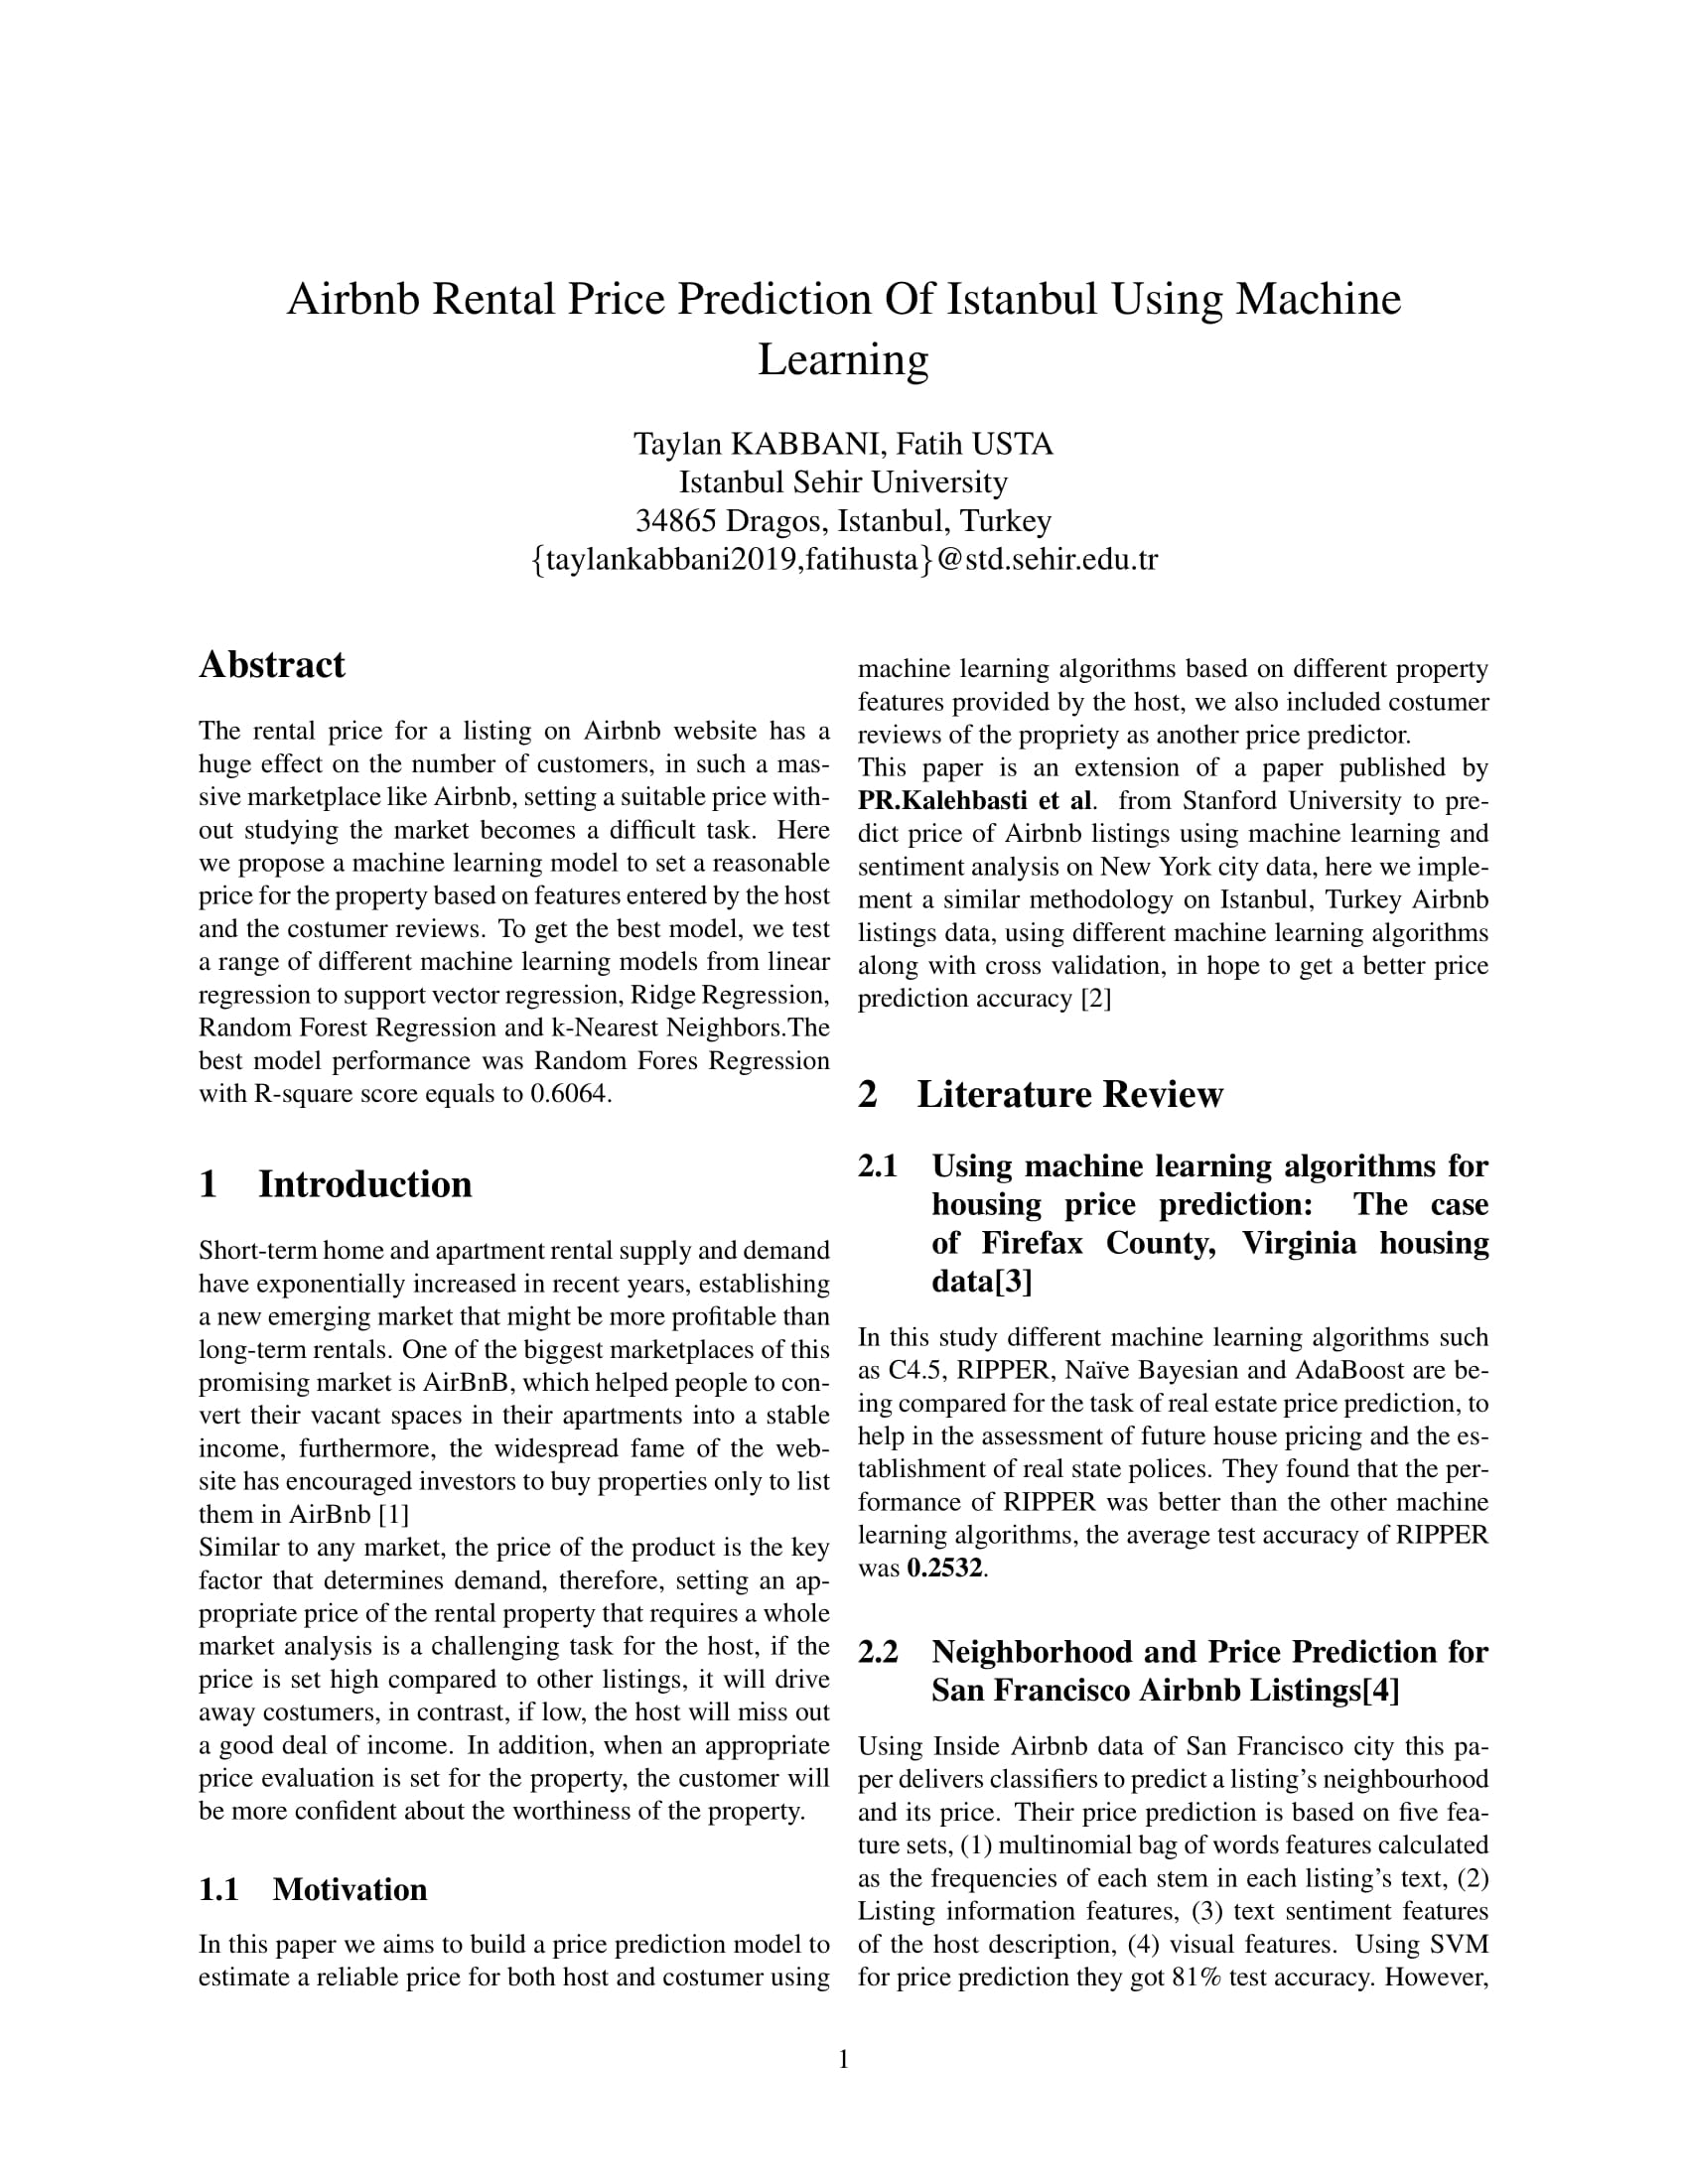 Airbnb Rental Price Prediction Of Istanbul Using Machine
Learning
Taylan KABBANI, Fatih USTA
Istanbul Sehir University
34865 Dragos, Istanbul, Turkey
{taylankabbani2019,fatihusta}@std.sehir.edu.tr
Abstract
The rental price for a listing on Airbnb website has a
huge effect on the number of customers, in such a mas-
sive marketplace like Airbnb, setting a suitable price with-
out studying the market becomes a difficult task. Here
we propose a machine learning model to set a reasonable
price for the property based on features entered by the host
and the costumer reviews. To get the best model, we test
a range of different machine learning models from linear
regression to support vector regression, Ridge Regression,
Random Forest Regression and k-Nearest Neighbors.The
best model performance was Random Fores Regression
with R-square score equals to 0.6064.
1 Introduction
Short-term home and apartment rental supply and demand
have exponentially increased in recent years, establishing
a new emerging market that might be more profitable than
long-term rentals. One of the biggest marketplaces of this
promising market is AirBnB, which helped people to con-
vert their vacant spaces in their apartments into a stable
income, furthermore, the widespread fame of the web-
site has encouraged investors to buy properties only to list
them in AirBnb [1]
Similar to any market, the price of the product is the key
factor that determines demand, therefore, setting an ap-
propriate price of the rental property that requires a whole
market analysis is a challenging task for the host, if the
price is set high compared to other listings, it will drive
away costumers, in contrast, if low, the host will miss out
a good deal of income. In addition, when an appropriate
price evaluation is set for the property, the customer will
be more confident about the worthiness of the property.
1.1 Motivation
In this paper we aims to build a price prediction model to
estimate a reliable price for both host and costumer using
machine learning algorithms based on different property
features provided by the host, we also included costumer
reviews of the propriety as another price predictor.
This paper is an extension of a paper published by
PR.Kalehbasti et al. from Stanford University to pre-
dict price of Airbnb listings using machine learning and
sentiment analysis on New York city data, here we imple-
ment a similar methodology on Istanbul, Turkey Airbnb
listings data, using different machine learning algorithms
along with cross validation, in hope to get a better price
prediction accuracy [2]
2 Literature Review
2.1 Using machine learning algorithms for
housing price prediction: The case
of Firefax County, Virginia housing
data[3]
In this study different machine learning algorithms such
as C4.5, RIPPER, Naïve Bayesian and AdaBoost are be-
ing compared for the task of real estate price prediction, to
help in the assessment of future house pricing and the es-
tablishment of real state polices. They found that the per-
formance of RIPPER was better than the other machine
learning algorithms, the average test accuracy of RIPPER
was 0.2532.
2.2 Neighborhood and Price Prediction for
San Francisco Airbnb Listings[4]
Using Inside Airbnb data of San Francisco city this pa-
per delivers classifiers to predict a listing's neighbourhood
and its price. Their price prediction is based on five fea-
ture sets, (1) multinomial bag of words features calculated
as the frequencies of each stem in each listing's text, (2)
Listing information features, (3) text sentiment features
of the host description, (4) visual features. Using SVM
for price prediction they got 81% test accuracy. However,
1